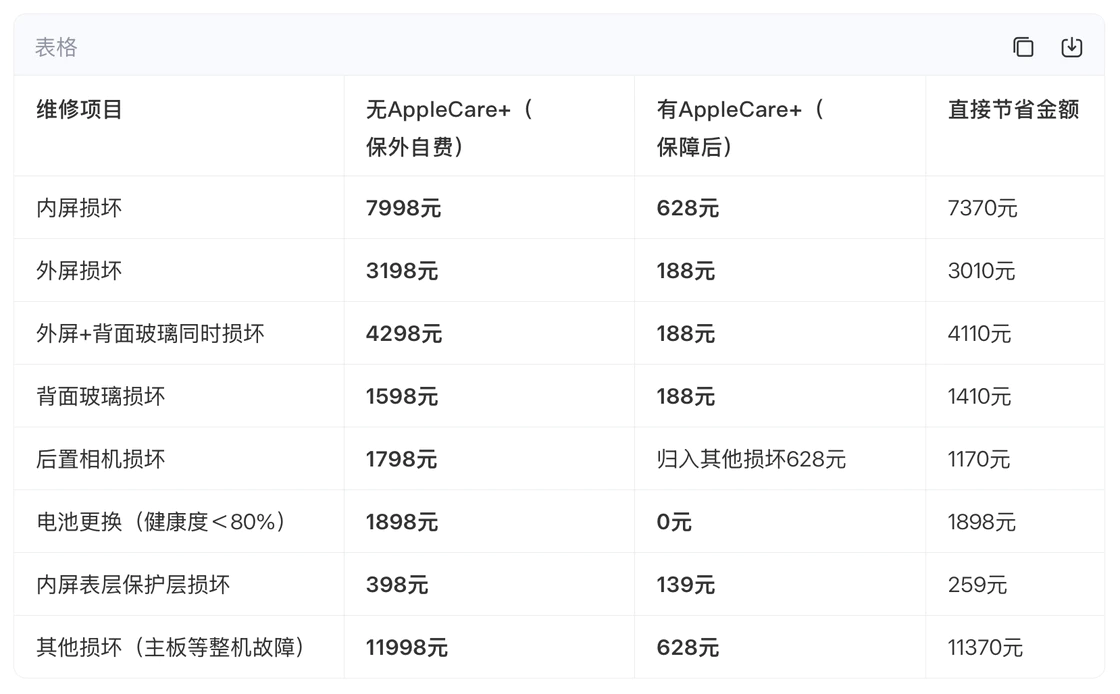 表格
维修项目 无AppleCare+（保外自费） 有AppleCare+（保障后） 直接节省金额
内屏损坏 7998元 628元 7370元
外屏损坏 3198元 188元 3010元
外屏+背面玻璃同时损坏 4298元 188元 4110元
背面玻璃损坏 1598元 188元 1410元
后置相机损坏 1798元 归入其他损坏628元 1170元
电池更换（健康度＜80%） 1898元 0元 1898元
内屏表层保护层损坏 398元 139元 259元
其他损坏（主板等整机故障） 11998元 628元 11370元